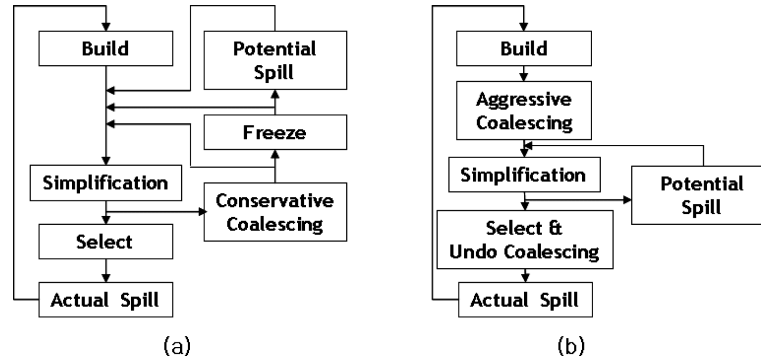 Build
Potential
Spill
Freeze
Simplification
Conservative
Coalescing
Select
Actual Spill
(a)
Build
Aggressive
Coalescing
Simplification
Potential
Spill
Select &
Undo Coalescing
Actual Spill
(b)